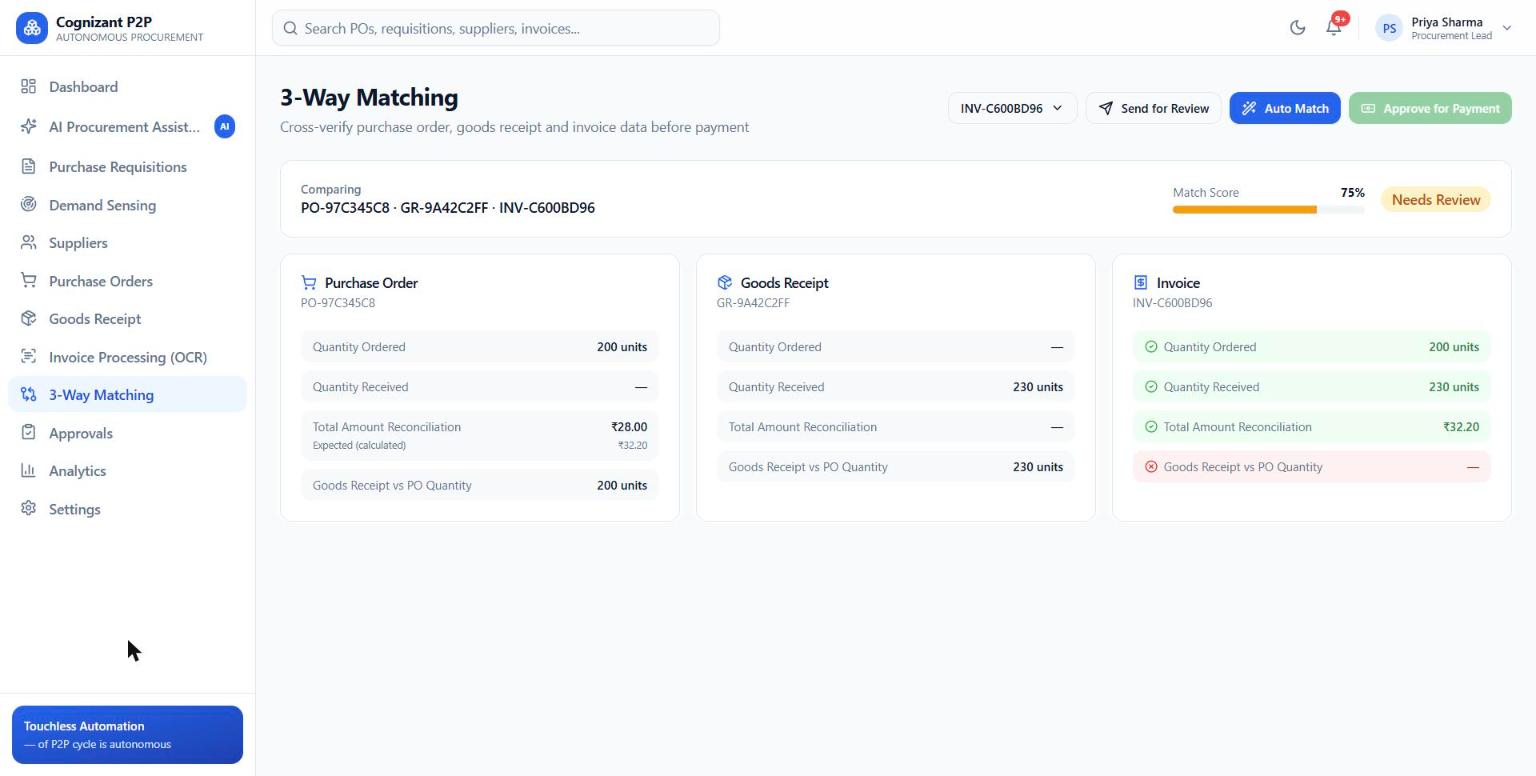 Cognizant P2P
AUTONOMOUS PROCUREMENT
Search POs, requisitions, suppliers, invoices...
9+
PS
Priya Sharma
Procurement Lead
Dashboard
AI Procurement Assist...
AI
Purchase Requisitions
Demand Sensing
Suppliers
Purchase Orders
Goods Receipt
Invoice Processing (OCR)
3-Way Matching
Approvals
Analytics
Settings
Touchless Automation
— of P2P cycle is autonomous
3-Way Matching
Cross-verify purchase order, goods receipt and invoice data before payment
INV-C600BD96
Send for Review
Auto Match
Approve for Payment
Comparing
PO-97C345C8 · GR-9A42C2FF · INV-C600BD96
Match Score 75%
Needs Review
Purchase Order
PO-97C345C8
Quantity Ordered 200 units
Quantity Received —
Total Amount Reconciliation ₹28.00
Expected (calculated) ₹32.20
Goods Receipt vs PO Quantity 200 units
Goods Receipt
GR-9A42C2FF
Quantity Ordered —
Quantity Received 230 units
Total Amount Reconciliation —
Goods Receipt vs PO Quantity 230 units
Invoice
INV-C600BD96
Quantity Ordered 200 units
Quantity Received 230 units
Total Amount Reconciliation ₹32.20
Goods Receipt vs PO Quantity —